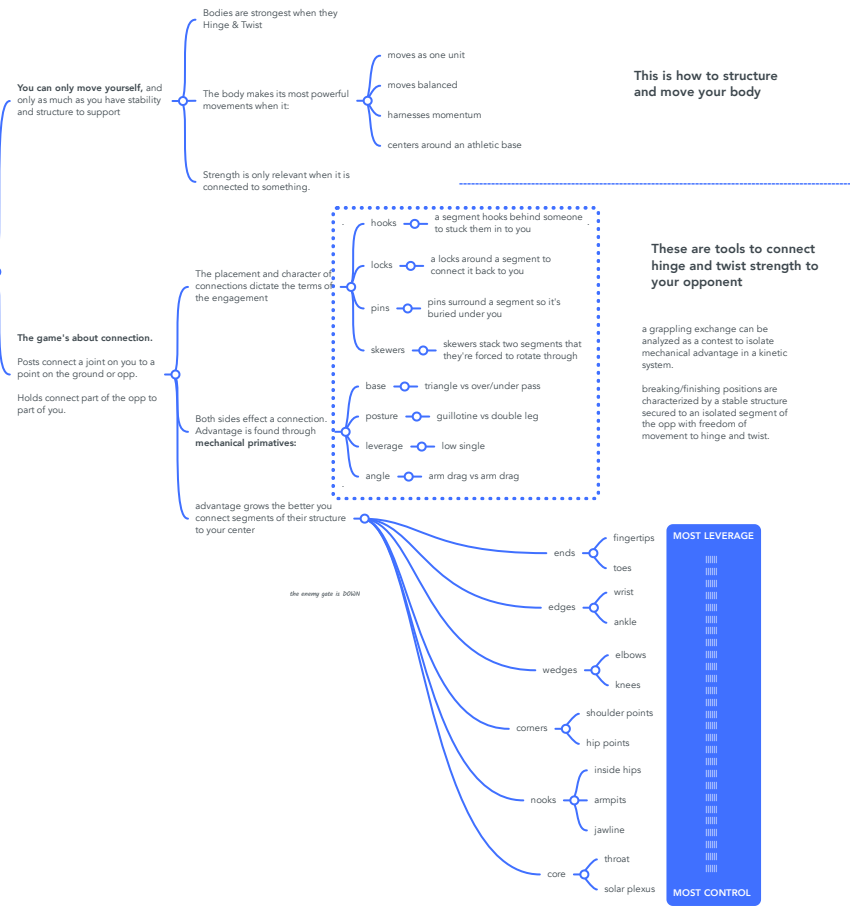 Bodies are strongest when they
Hinge & Twist
You can only move yourself, and
only as much as you have stability
and structure to support
The body makes its most powerful
movements when it:
moves as one unit
moves balanced
harnesses momentum
centers around an athletic base
Strength is only relevant when it is
connected to something.
This is how to structure
and move your body
The game's about connection.
Posts connect a joint on you to a
point on the ground or opp.
Holds connect part of the opp to
part of you.
The placement and character of
connections dictate the terms of
the engagement
hooks
a segment hooks behind someone
to stuck them in to you
locks
a locks around a segment to
connect it back to you
pins
pins surround a segment so it's
buried under you
skewers
skewers stack two segments that
they're forced to rotate through
Both sides effect a connection.
Advantage is found through
mechanical primatives:
base
triangle vs over/under pass
posture
guillotine vs double leg
leverage
low single
angle
arm drag vs arm drag
These are tools to connect
hinge and twist strength to
your opponent
a grappling exchange can be
analyzed as a contest to isolate
mechanical advantage in a kinetic
system.
breaking/finishing positions are
characterized by a stable structure
secured to an isolated segment of
the opp with freedom of
movement to hinge and twist.
advantage grows the better you
connect segments of their structure
to your center
the enemy gate is DOWN
ends
fingertips
toes
edges
wrist
ankle
wedges
elbows
knees
corners
shoulder points
hip points
nooks
inside hips
armpits
jawline
core
throat
solar plexus
MOST LEVERAGE
MOST CONTROL